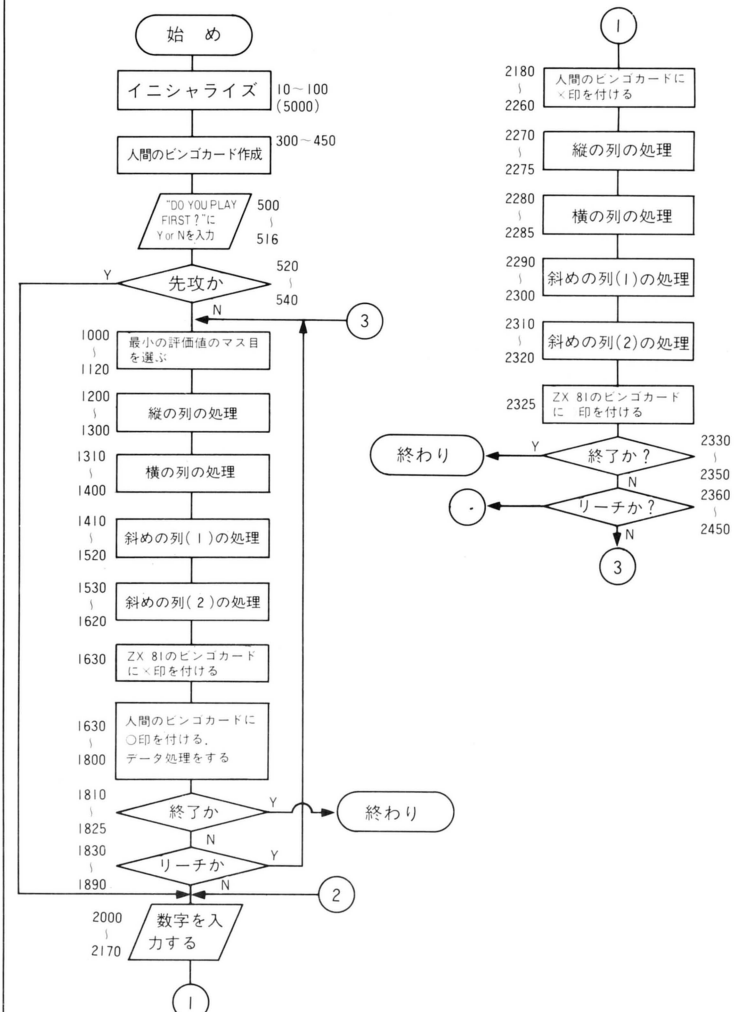 始 め
イニシャライズ
10~100
(5000)
人間のビンゴカード作成
300~450
"DO YOU PLAY
FIRST?"に
Y or Nを入力
500
~
516
先攻か
520
~
540
Y
N
3
1000
~
1120
最小の評価値のマス目
を選ぶ
1200
~
1300
縦の列の処理
1310
~
1400
横の列の処理
1410
~
1520
斜めの列(1)の処理
1530
~
1620
斜めの列(2)の処理
1630
ZX 81のビンゴカード
に×印を付ける
1630
~
1800
人間のビンゴカードに
○印を付ける,
データ処理をする
1810
~
1825
終了か
Y
終わり
N
1830
~
1890
リーチか
Y
N
2
2000
~
2170
数字を入
力する
1
1
2180
~
2260
人間のビンゴカードに
×印を付ける
2270
~
2275
縦の列の処理
2280
~
2285
横の列の処理
2290
~
2300
斜めの列(1)の処理
2310
~
2320
斜めの列(2)の処理
2325
ZX 81のビンゴカード
に 印を付ける
終わり
Y
終了か?
2330
~
2350
N
リーチか?
2360
~
2450
N
3